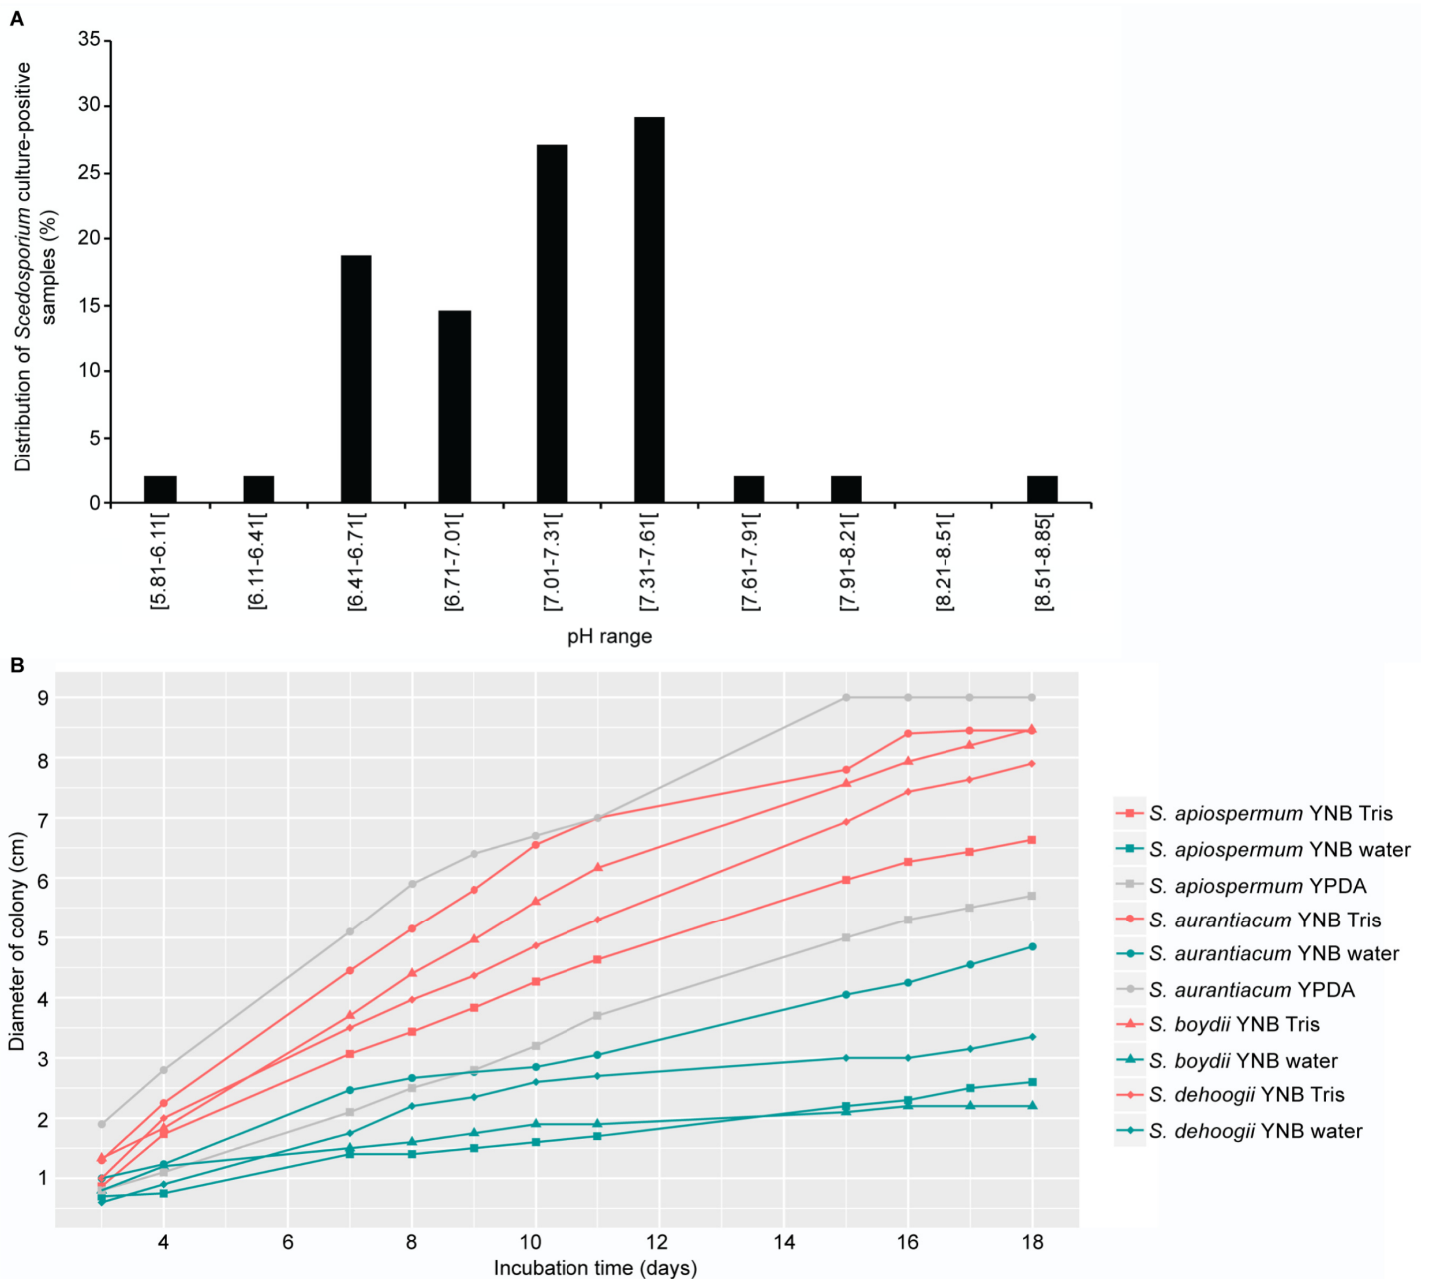 A
Distribution of Scedosporium culture-positive
samples (%)
35
30
25
20
15
10
5
0
[5.81-6.11[
[6.11-6.41[
[6.41-6.71[
[6.71-7.01[
[7.01-7.31[
[7.31-7.61[
[7.61-7.91[
[7.91-8.21[
[8.21-8.51[
[8.51-8.85[
pH range
B
Diameter of colony (cm)
9
8
7
6
5
4
3
2
1
4
6
8
10
12
14
16
18
Incubation time (days)
S. apiospermum YNB Tris
S. apiospermum YNB water
S. apiospermum YPDA
S. aurantiacum YNB Tris
S. aurantiacum YNB water
S. aurantiacum YPDA
S. boydii YNB Tris
S. boydii YNB water
S. dehoogii YNB Tris
S. dehoogii YNB water